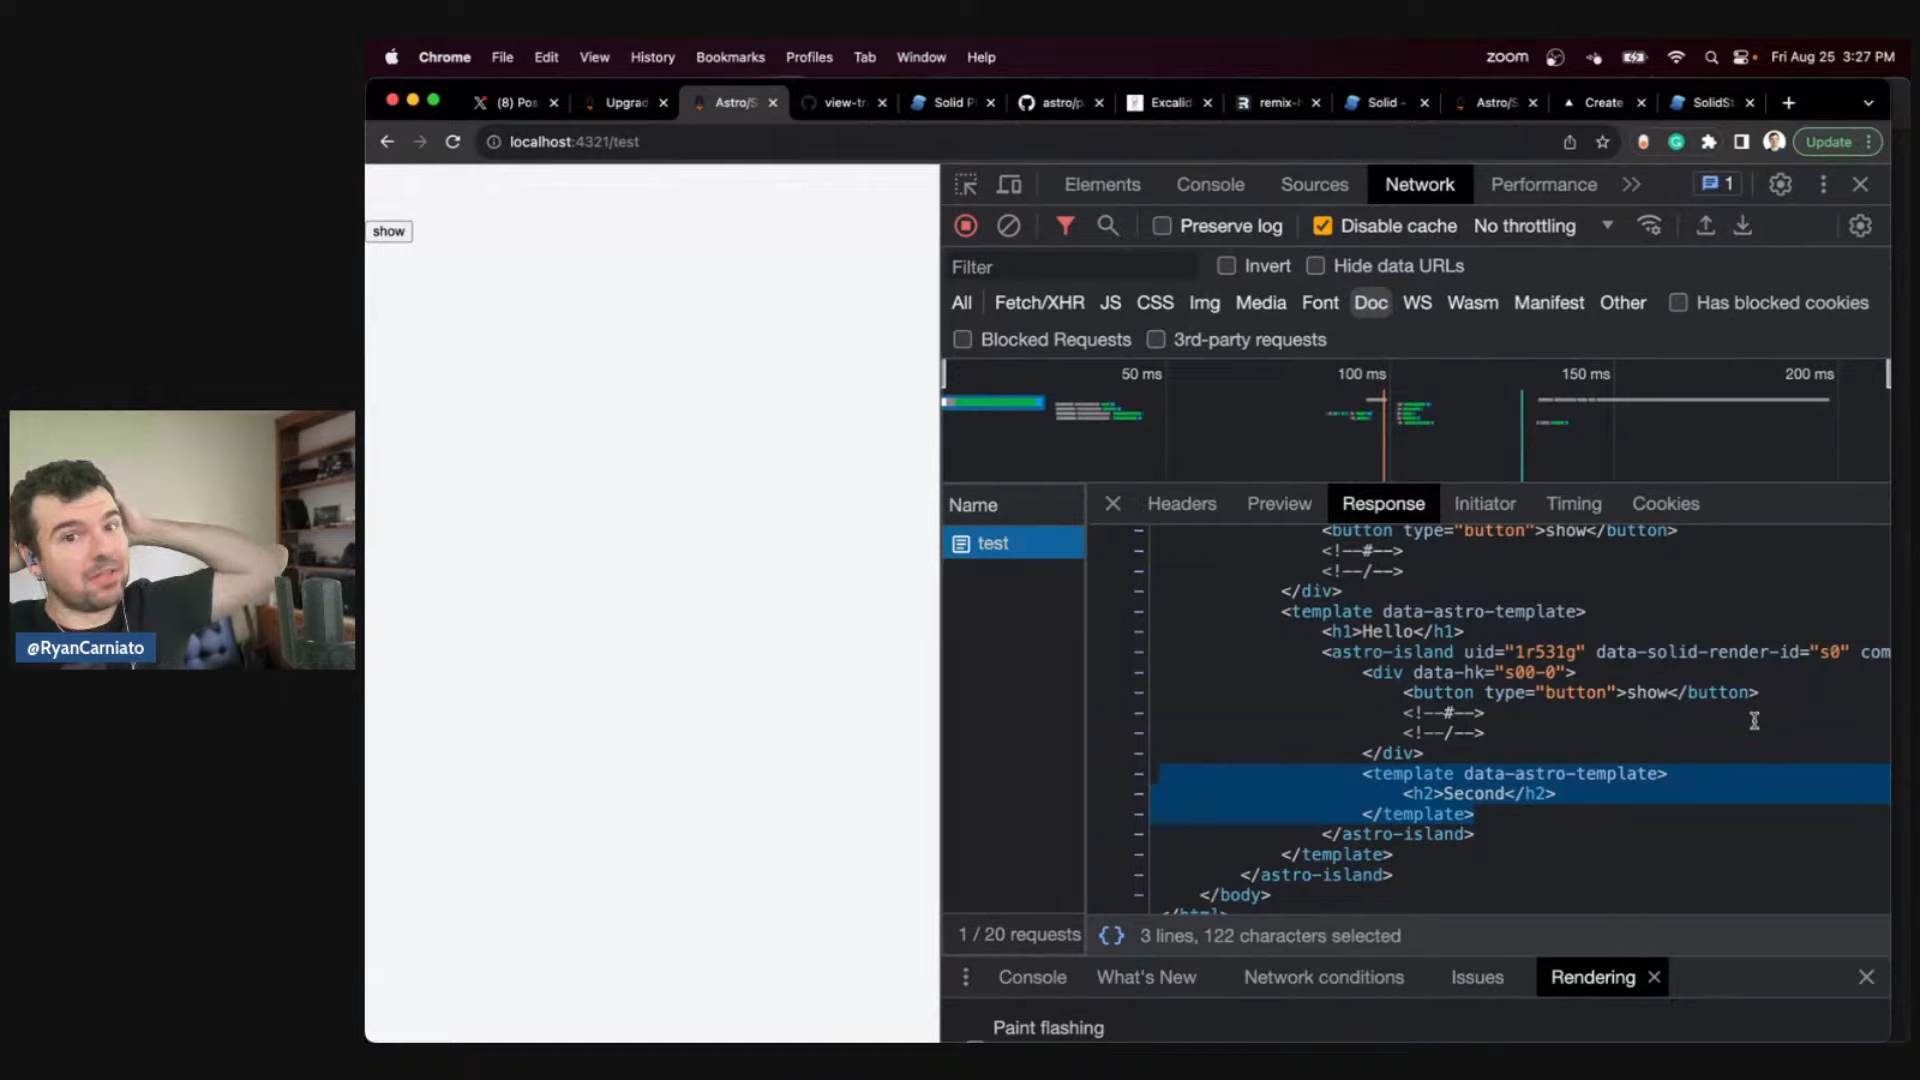 Chrome File Edit View History Bookmarks Profiles Tab Window Help
zoom Fri Aug 25 3:27 PM
(8) Pos Upgrad Astro/S view-tr Solid P astro/p Excalid remix- Solid - Astro/S Create SolidSt
localhost:4321/test
Update
show
Elements Console Sources Network Performance 1
Preserve log Disable cache No throttling
Filter Invert Hide data URLs
All Fetch/XHR JS CSS Img Media Font Doc WS Wasm Manifest Other Has blocked cookies
Blocked Requests 3rd-party requests
50 ms 100 ms 150 ms 200 ms
Name Headers Preview Response Initiator Timing Cookies
test
<button type="button">show</button>
<!--#-->
<!--/-->
</div>
<template data-astro-template>
<h1>Hello</h1>
<astro-island uid="1r531g" data-solid-render-id="s0" com
<div data-hk="s00-0">
<button type="button">show</button>
<!--#-->
<!--/-->
</div>
<template data-astro-template>
<h2>Second</h2>
</template>
</astro-island>
</template>
</astro-island>
</body>
</html>
@RyanCarniato
1 / 20 requests {} 3 lines, 122 characters selected
Console What's New Network conditions Issues Rendering
Paint flashing